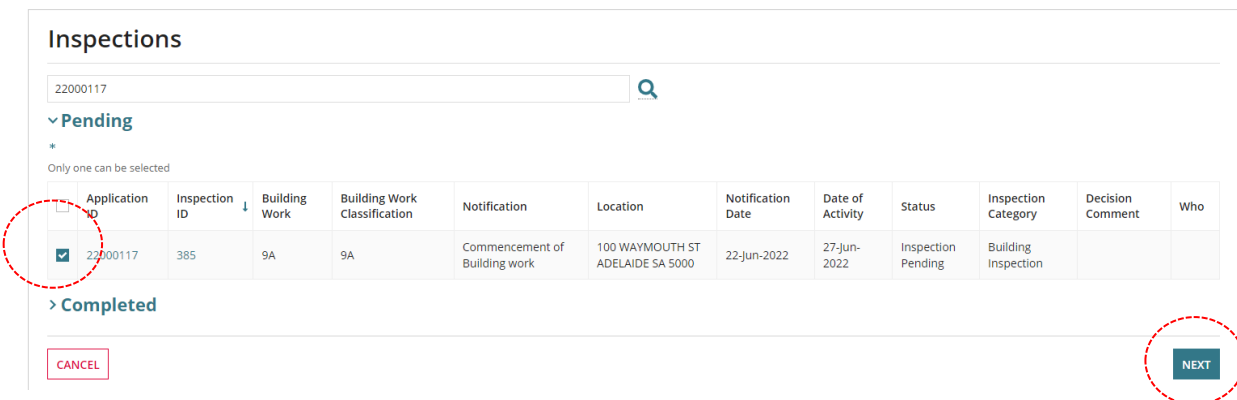 Inspections
22000117
Pending
*
Only one can be selected
Application ID Inspection ID ↓ Building Work Building Work Classification Notification Location Notification Date Date of Activity Status Inspection Category Decision Comment Who
22000117 385 9A 9A Commencement of Building work 100 WAYMOUTH ST ADELAIDE SA 5000 22-Jun-2022 27-Jun-2022 Inspection Pending Building Inspection
Completed
CANCEL NEXT